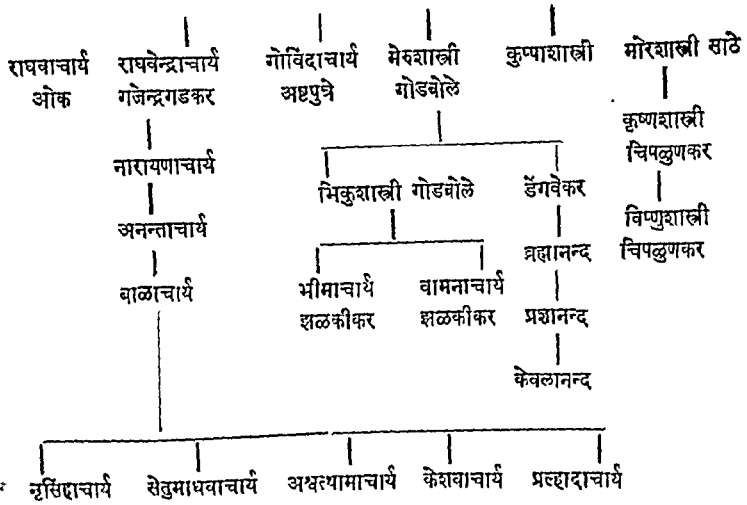 राघवाचार्य राघवेन्द्राचार्य गोविंदाचार्य मेरुशास्त्री कुप्पाशास्त्री मोरशास्त्री साठे
ओक गजेन्द्रगडकर अष्टपुत्रे गोडबोले
कृष्णशास्त्री
चिपळुणकर
नारायणाचार्य
भिकुशास्त्री गोडबोले डेंगवेकर
विष्णुशास्त्री
चिपळुणकर
अनन्ताचार्य
ब्रह्मानन्द
बाळाचार्य भीमाचार्य वामनाचार्य
झळकीकर झळकीकर प्रज्ञानन्द
केवलानन्द
नृसिंहाचार्य सेतुमाधवाचार्य अश्वत्थामाचार्य केशवाचार्य प्रल्हादाचार्य